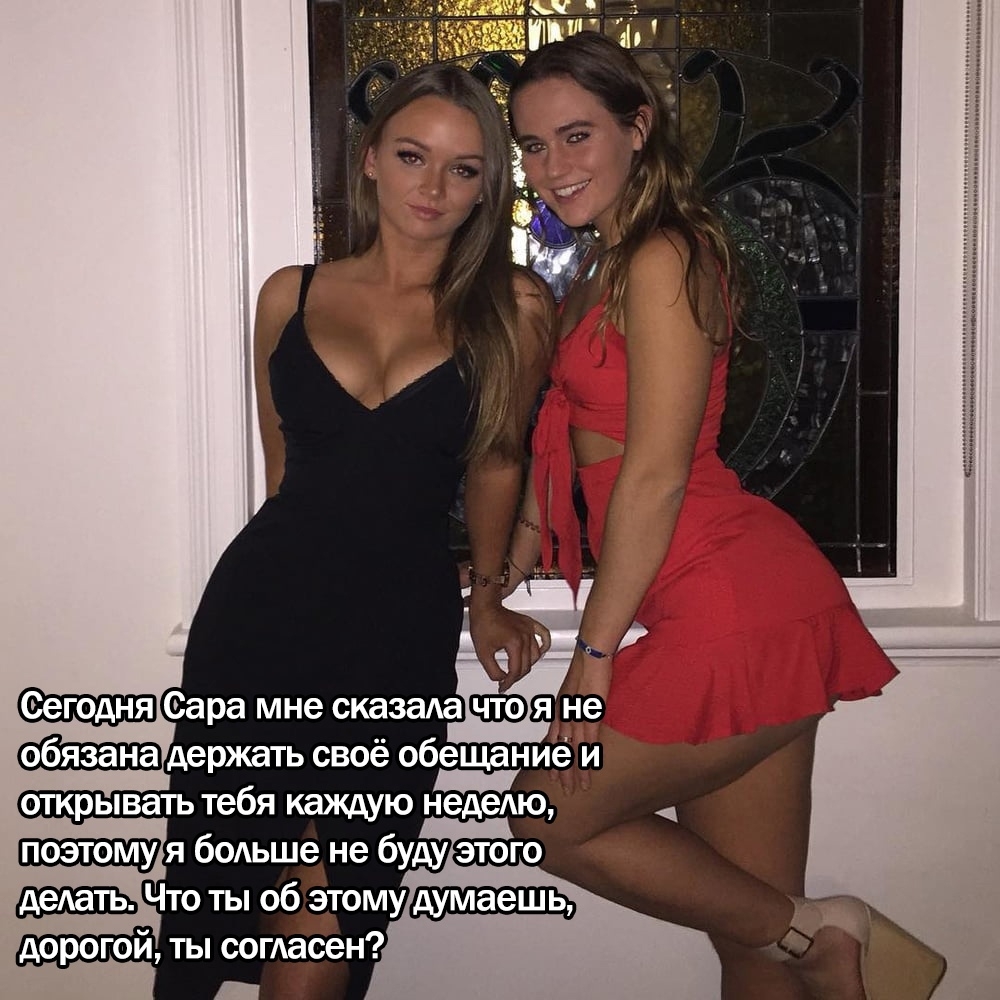 Сегодня Сара мне сказала что я не
обязана держать своё обещание и
открывать тебя каждую неделю,
поэтому я больше не буду этого
делать. Что ты об этому думаешь,
дорогой, ты согласен?